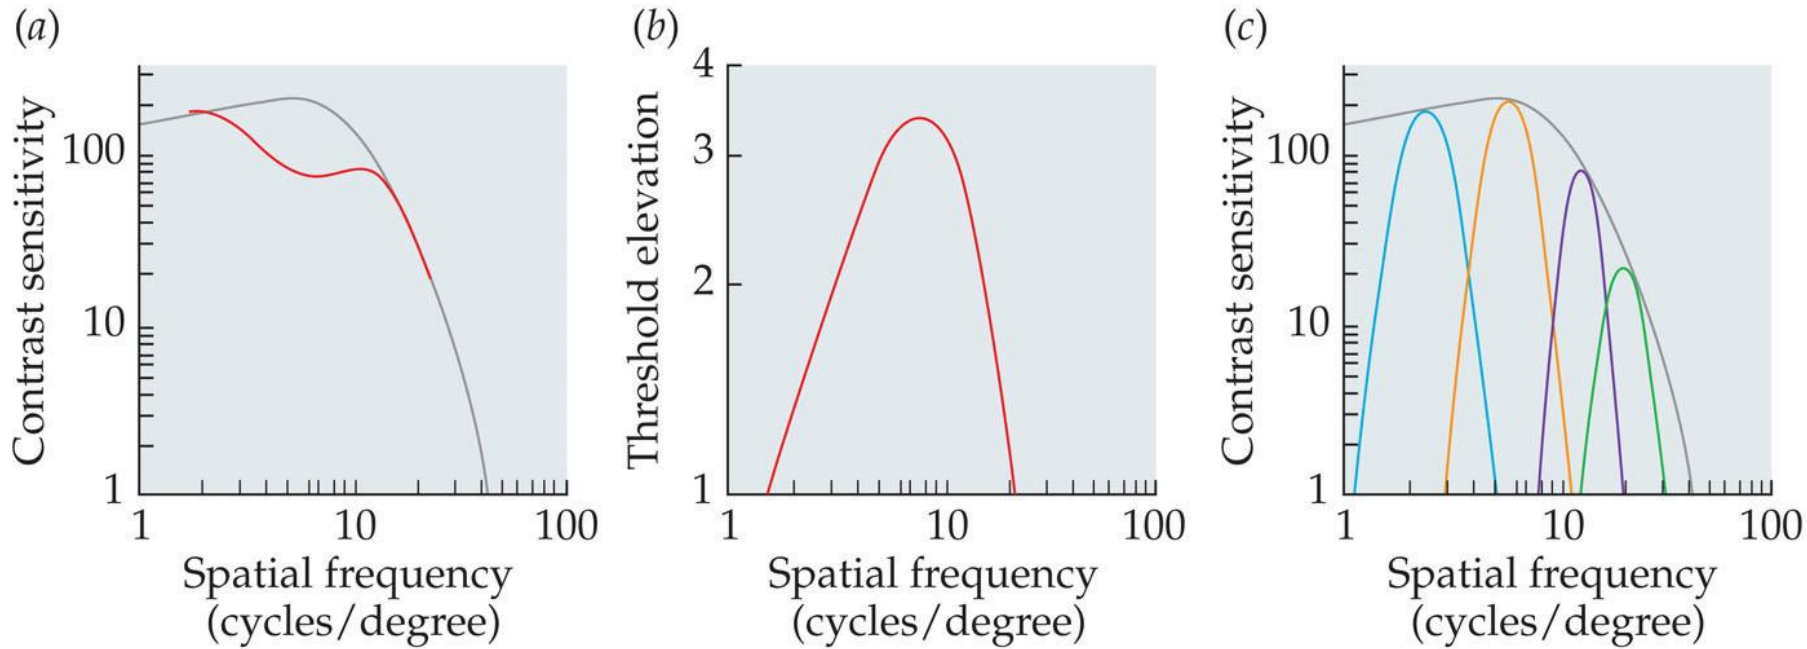 (a)
Contrast sensitivity
100
10
1
1 10 100
Spatial frequency
(cycles/degree)
(b)
Threshold elevation
4
3
2
1
1 10 100
Spatial frequency
(cycles/degree)
(c)
Contrast sensitivity
100
10
1
1 10 100
Spatial frequency
(cycles/degree)